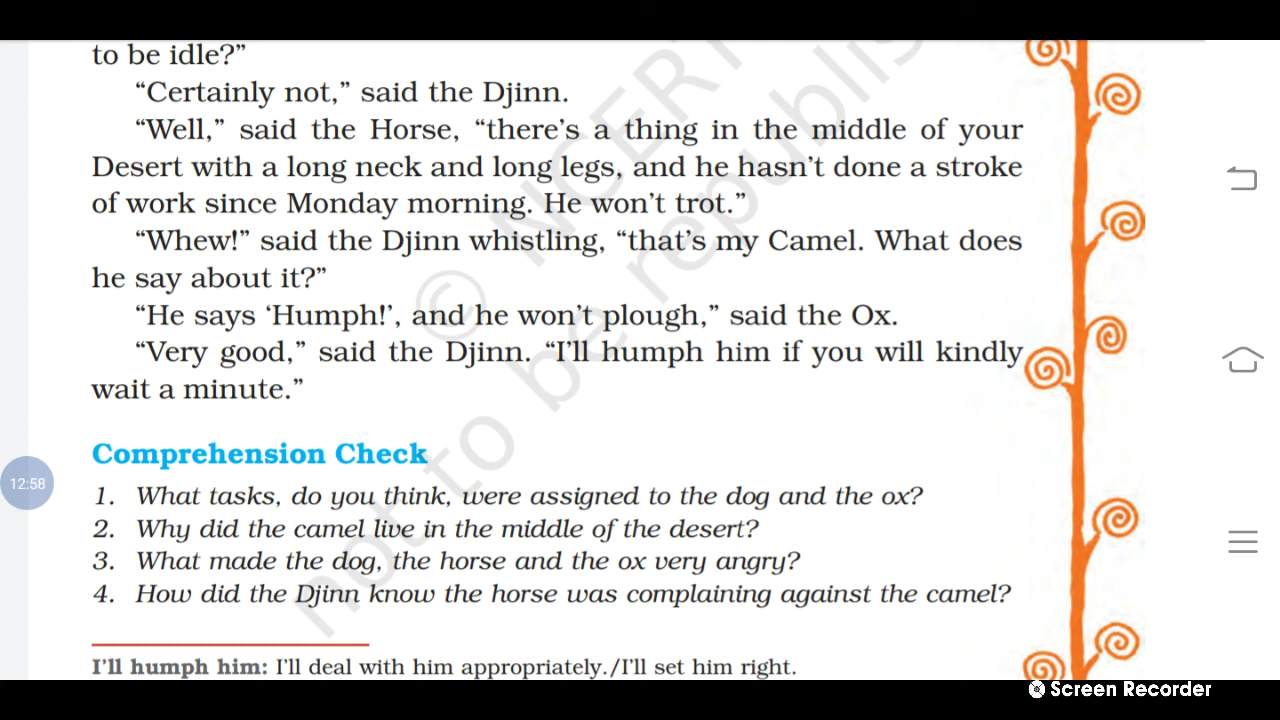 to be idle?”
“Certainly not,” said the Djinn.
“Well,” said the Horse, “there’s a thing in the middle of your
Desert with a long neck and long legs, and he hasn’t done a stroke
of work since Monday morning. He won’t trot.”
“Whew!” said the Djinn whistling, “that’s my Camel. What does
he say about it?”
“He says ‘Humph!’, and he won’t plough,” said the Ox.
“Very good,” said the Djinn. “I’ll humph him if you will kindly
wait a minute.”
Comprehension Check
12:58
1. What tasks, do you think, were assigned to the dog and the ox?
2. Why did the camel live in the middle of the desert?
3. What made the dog, the horse and the ox very angry?
4. How did the Djinn know the horse was complaining against the camel?
I’ll humph him: I’ll deal with him appropriately./I’ll set him right.
© NCERT
not to be republis
Screen Recorder